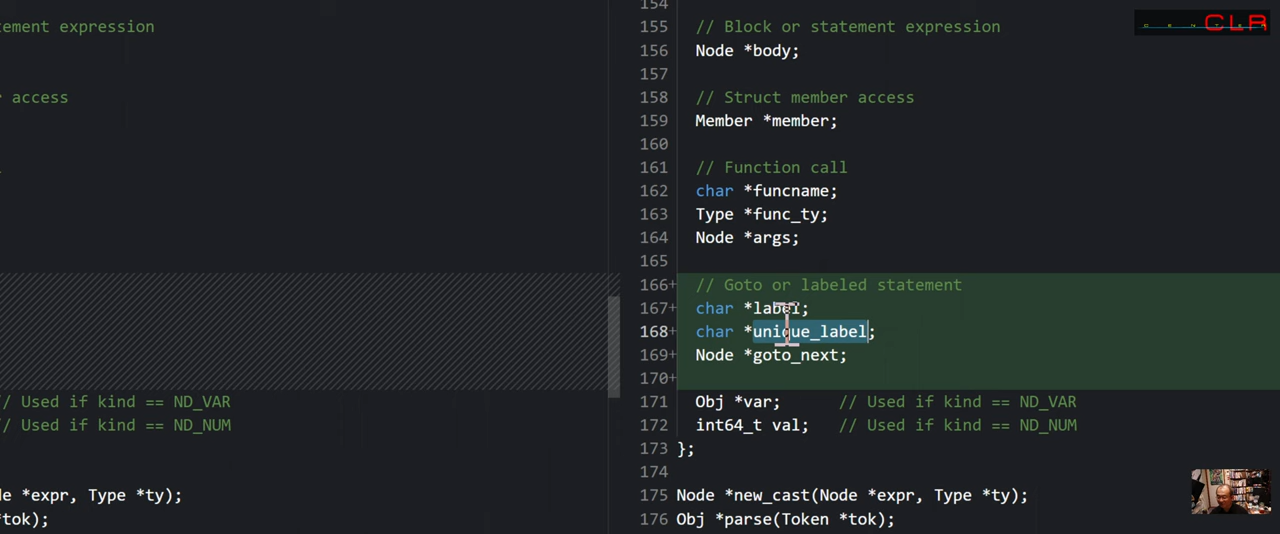 154
ement expression
155 // Block or statement expression
156 Node *body;
157
r access
158 // Struct member access
159 Member *member;
160
161 // Function call
162 char *funcname;
163 Type *func_ty;
164 Node *args;
165
166+ // Goto or labeled statement
167+ char *label;
168+ char *unique_label;
169+ Node *goto_next;
170+
// Used if kind == ND_VAR
171 Obj *var; // Used if kind == ND_VAR
// Used if kind == ND_NUM
172 int64_t val; // Used if kind == ND_NUM
173 };
174
de *expr, Type *ty);
175 Node *new_cast(Node *expr, Type *ty);
*tok);
176 Obj *parse(Token *tok);
CENTER CLR